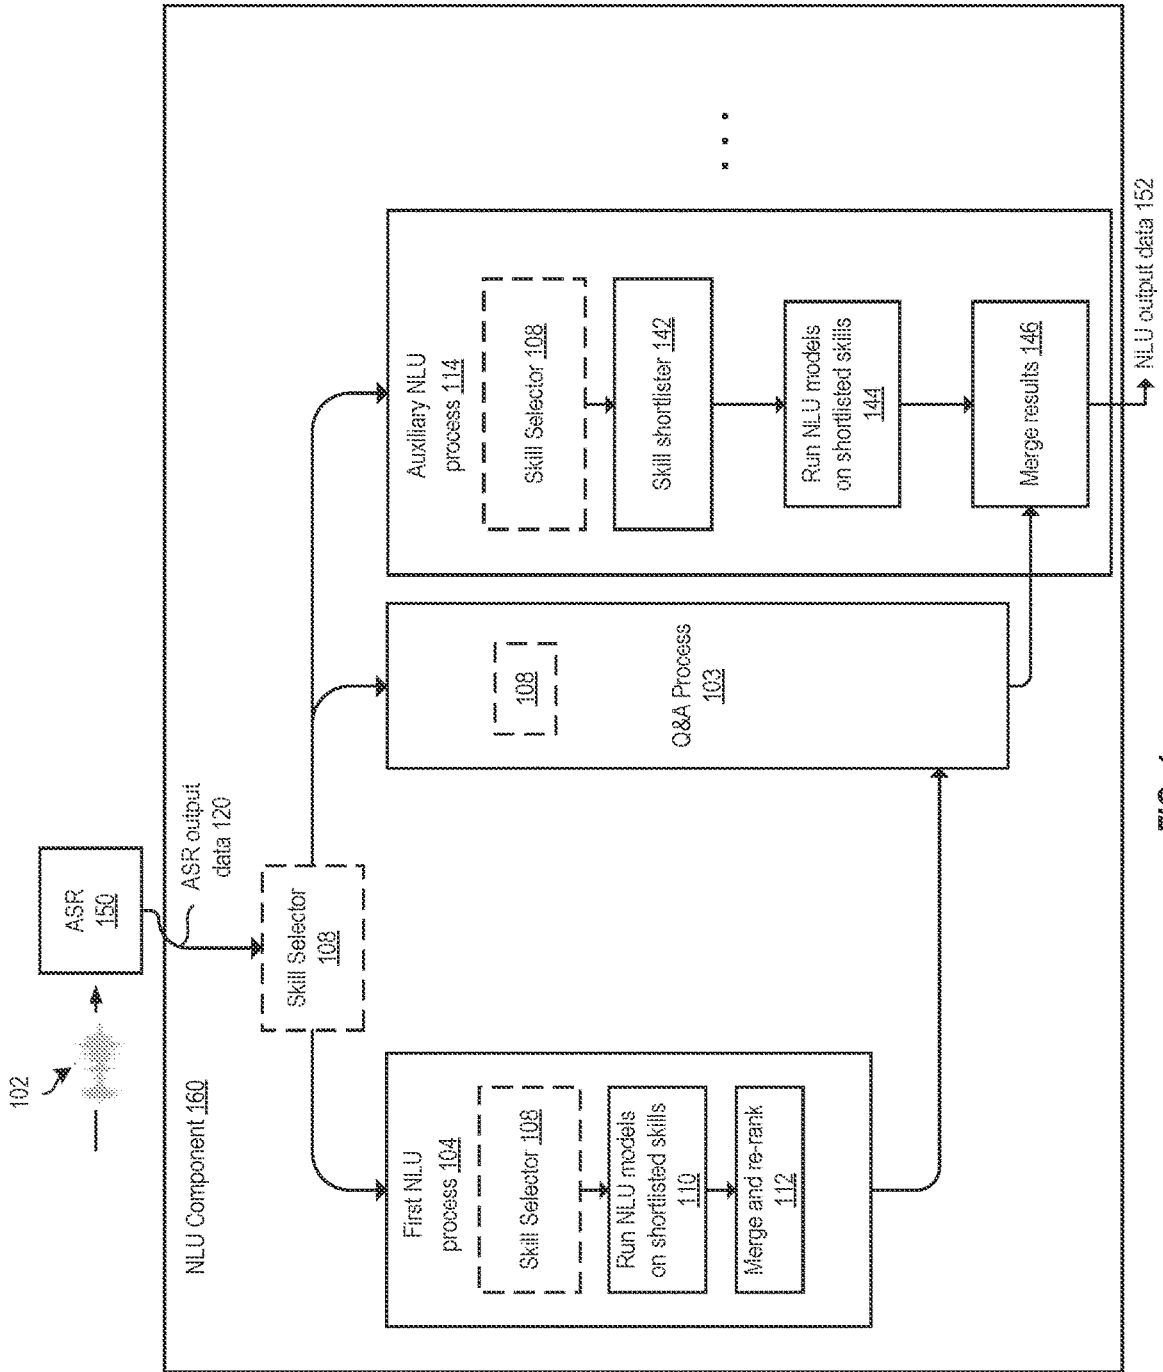 102
ASR
150
ASR output
data 120
NLU Component 160
Skill Selector
108
First NLU
process 104
Skill Selector 108
Run NLU models
on shortlisted skills
110
Merge and re-rank
112
108
Q&A Process
103
Auxiliary NLU
process 114
Skill Selector 108
Skill shortlister 142
Run NLU models
on shortlisted skills
144
Merge results 146
. . .
NLU output data 152